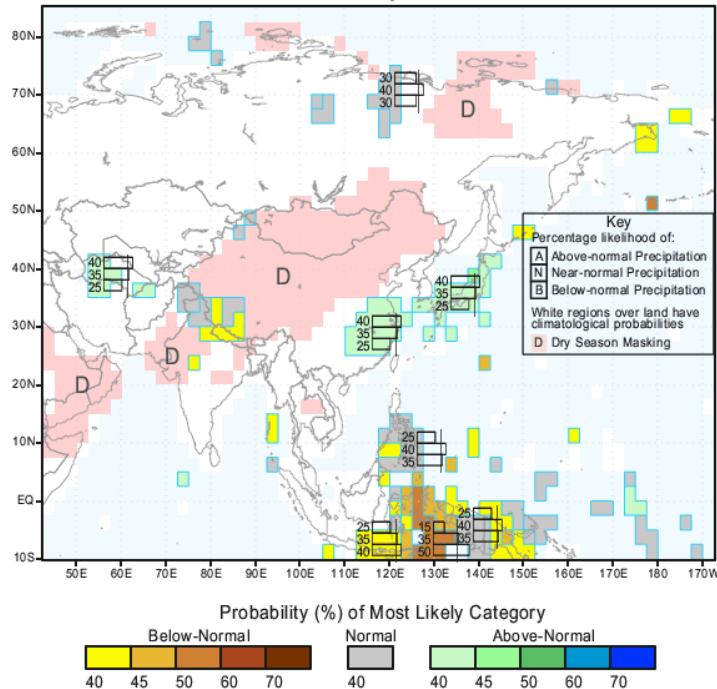 80N
70N
60N
50N
40N
30N
20N
10N
EQ
10S
30
40
30
D
D
D
D
40
35
25
40
35
25
40
35
25
25
40
35
25
35
40
15
35
50
25
40
35
Key
Percentage likelihood of:
A Above-normal Precipitation
N Near-normal Precipitation
B Below-normal Precipitation
White regions over land have
climatological probabilities
D Dry Season Masking
50E 60E 70E 80E 90E 100E 110E 120E 130E 140E 150E 160E 170E 180 170W
Probability (%) of Most Likely Category
Below-Normal Normal Above-Normal
40 45 50 60 70 40 40 45 50 60 70